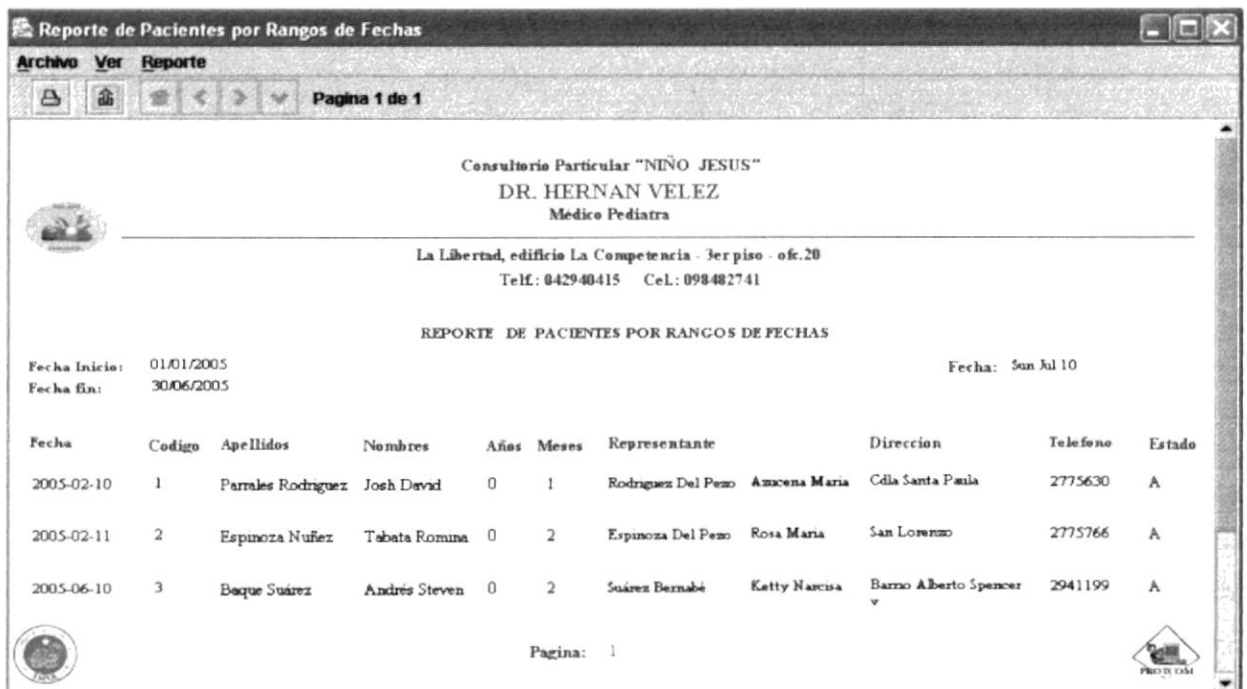 Reporte de Pacientes por Rangos de Fechas
Archivo Ver Reporte
Pagina 1 de 1
Consultorio Particular "NIÑO JESUS"
DR. HERNAN VÉLEZ
Médico Pediatra
La Libertad, edificio La Competencia - 3er piso - ofc.20
Telf.: 042940415 Cel.: 098482741
REPORTE DE PACIENTES POR RANGOS DE FECHAS
Fecha Inicio: 01/01/2005 Fecha: Sun Jul 10
Fecha fin: 30/06/2005
Fecha Codigo Apellidos Nombres Años Meses Representante Direccion Telefono Estado
2005-02-10 1 Parrales Rodriguez Josh David 0 1 Rodriguez Del Pezo Azucena Maria Cdla Santa Paula 2775630 A
2005-02-11 2 Espinoza Nuñez Tabata Romina 0 2 Espinoza Del Pezo Rosa Maria San Lorenzo 2775766 A
2005-06-10 3 Baque Suárez Andrés Steven 0 2 Suárez Bernabé Ketty Narcisa Barrio Alberto Spencer 2941199 A
y
Pagina: 1
ESPOL
PROTCOM